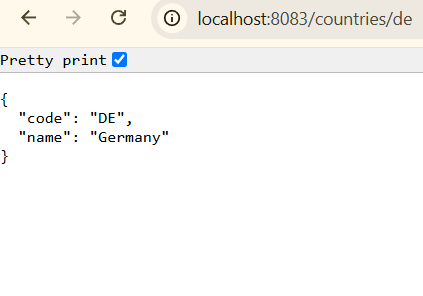 localhost:8083/countries/de
Pretty print
{
"code": "DE",
"name": "Germany"
}